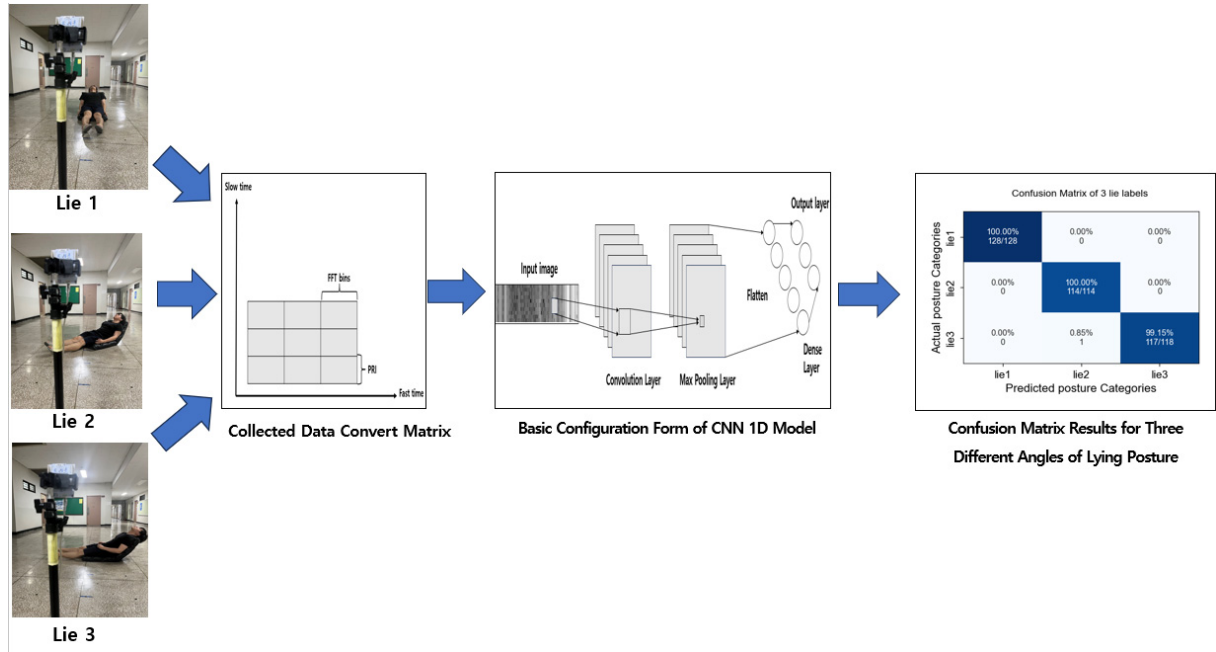 Lie 1
Lie 2
Lie 3
Slow time
FFT bins
PRI
Fast time
Collected Data Convert Matrix
Input image
Convolution Layer
Max Pooling Layer
Flatten
Output layer
Dense
Layer
Basic Configuration Form of CNN 1D Model
Confusion Matrix of 3 lie labels
Actual posture Categories
lie1
100.00%
128/128
0.00%
0
0.00%
0
lie2
0.00%
0
100.00%
114/114
0.00%
0
lie3
0.00%
0
0.85%
1
99.15%
117/118
lie1
lie2
lie3
Predicted posture Categories
Confusion Matrix Results for Three
Different Angles of Lying Posture